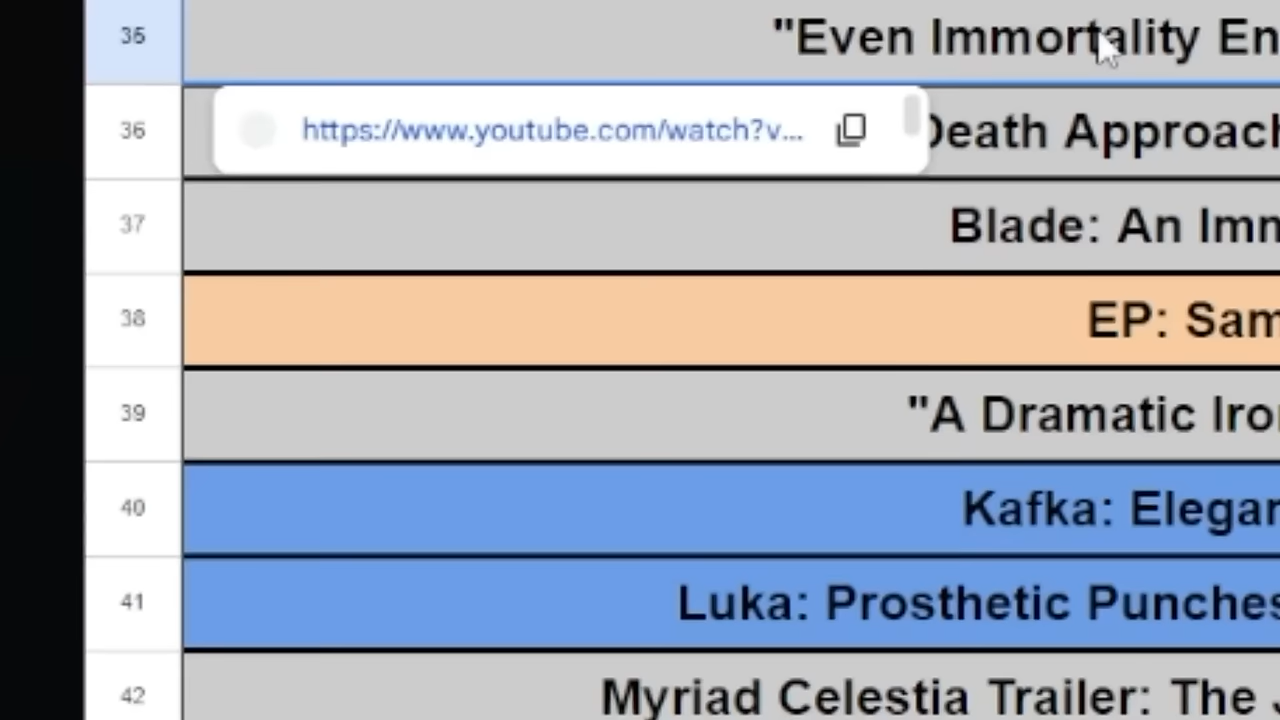 35 "Even Immortality En
36 https://www.youtube.com/watch?v... Death Approach
37 Blade: An Imm
38 EP: Sam
39 "A Dramatic Iro
40 Kafka: Elegan
41 Luka: Prosthetic Punches
42 Myriad Celestia Trailer: The